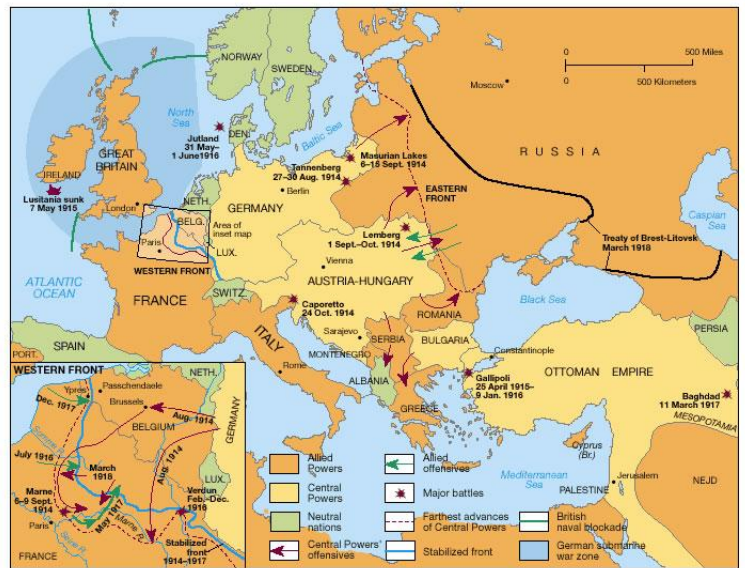 NORWAY
SWEDEN
North
Sea
Jutland
31 May–
1 June1916
DEN.
Baltic Sea
Moscow
0
500 Miles
0
500 Kilometers
RUSSIA
IRELAND
GREAT
BRITAIN
London
Lusitania sunk
7 May 1915
Masurian Lakes
6–15 Sept. 1914
Tannenberg
27–30 Aug. 1914
Berlin
NETH.
GERMANY
EASTERN
FRONT
BELG.
Area of
inset map
Paris
LUX.
WESTERN FRONT
Lemberg
1 Sept.–Oct. 1914
Vienna
AUSTRIA-HUNGARY
Treaty of Brest-Litovsk
March 1918
Caspian
Sea
ATLANTIC
OCEAN
FRANCE
SWITZ.
Caporetto
24 Oct. 1914
ITALY
ROMANIA
Black Sea
Sarajevo
SERBIA
MONTENEGRO
BULGARIA
Constantinople
PERSIA
SPAIN
PORT.
Rome
ALBANIA
GREECE
Gallipoli
25 April 1915–
9 Jan. 1916
OTTOMAN EMPIRE
Baghdad
11 March 1917
MESOPOTAMIA
Cyprus
(Br.)
Mediterranean
Sea
Jerusalem
PALESTINE
NEJD
WESTERN FRONT
NETH.
Ypres
Passchendaele
Dec. 1917
Brussels
Aug. 1914
BELGIUM
GERMANY
July 1916
March
1918
Aug. 1914
LUX.
Marne
5–9 Sept.
1914
May 1917
Verdun
Feb.–Dec.
1916
Paris
Marne R.
Stabilized
front
1914–1917
FRANCE
Allied
Powers
Central
Powers
Neutral
nations
Central Powers'
offensives
Allied
offensives
Major battles
Farthest advances
of Central Powers
Stabilized front
British
naval blockade
German submarine
war zone